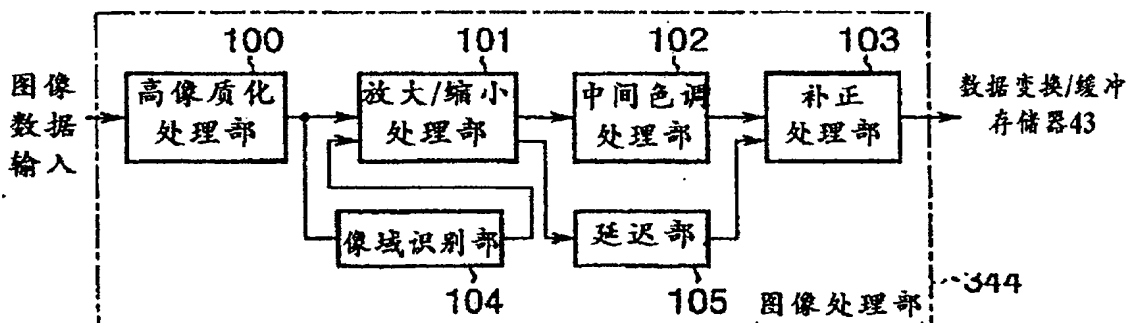 100
101
102
103
图像
数据
输入
高像质化
处理部
放大/缩小
处理部
中间色调
处理部
补正
处理部
数据变换/缓冲
存储器43
像域识别部
延迟部
104
105
图像处理部
344